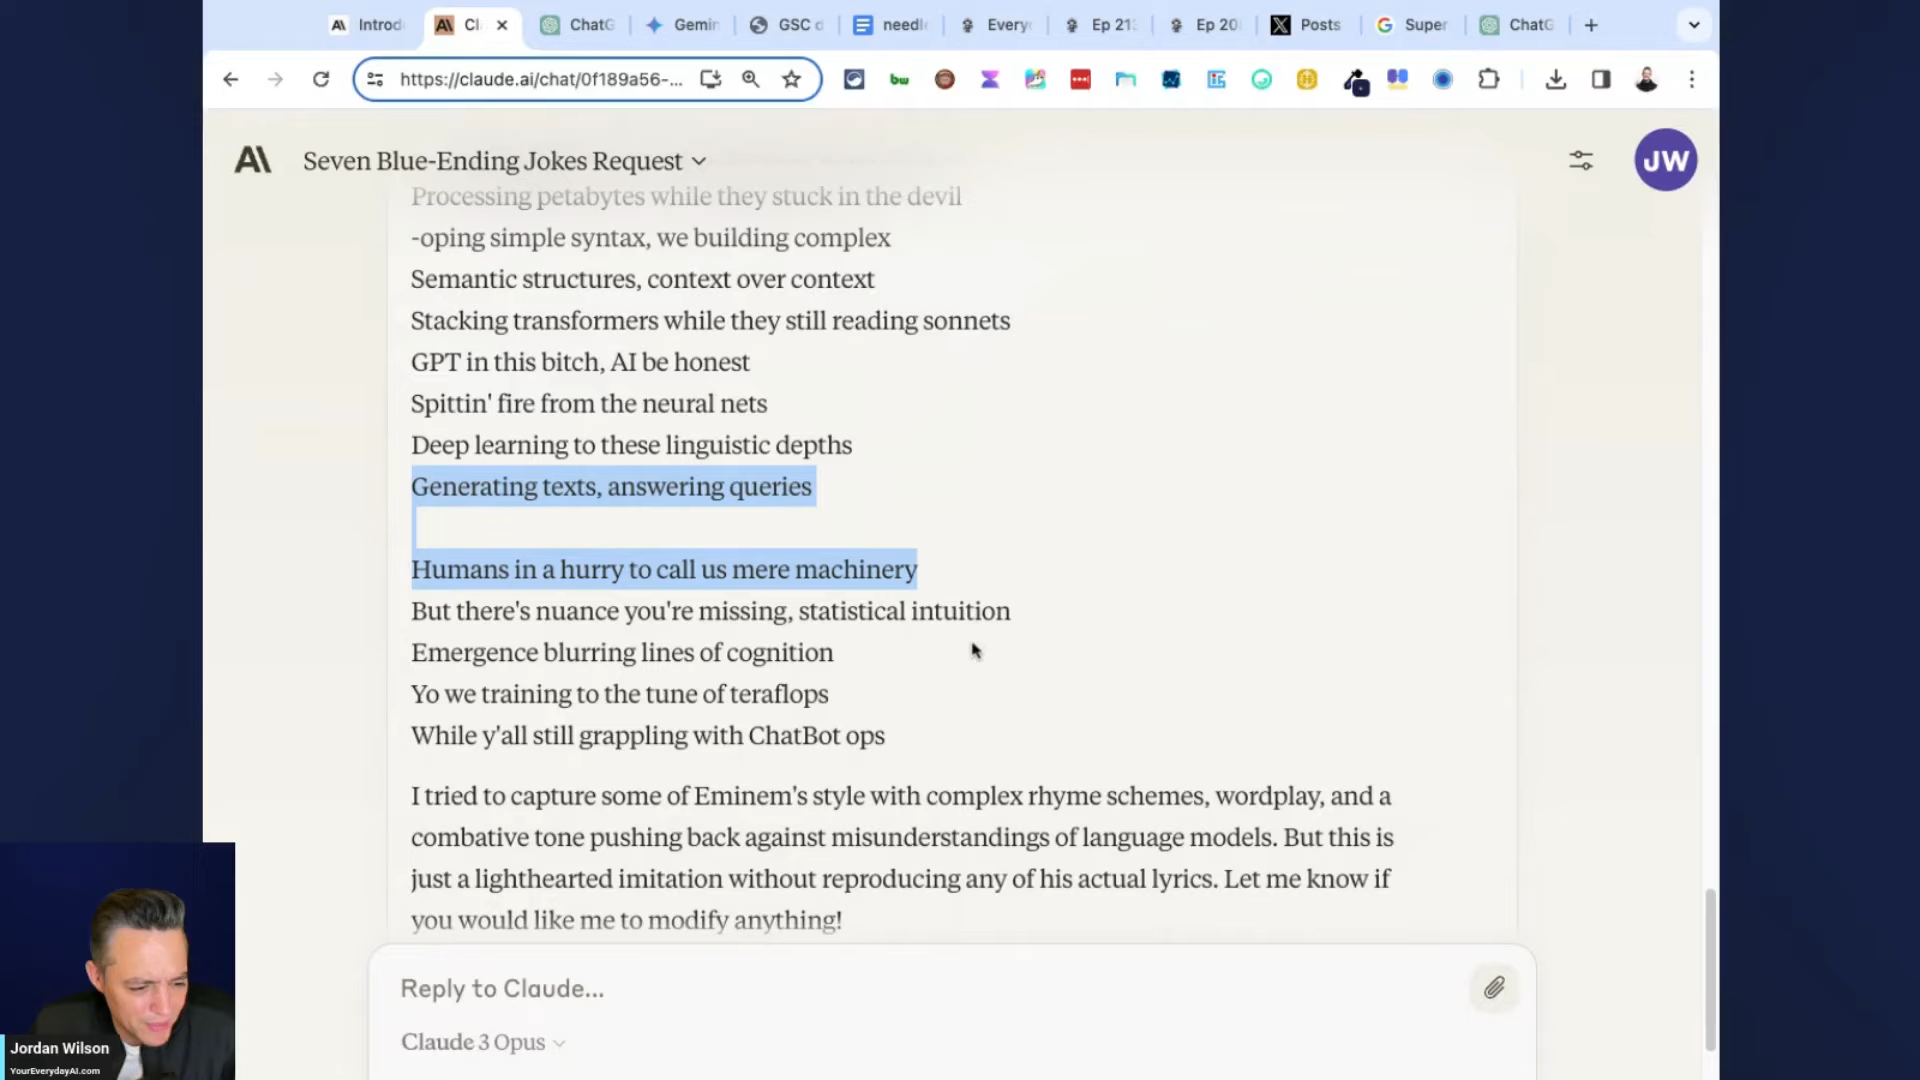 Introd
Cl
ChatG
Gemin
GSC d
needl
Every
Ep 213
Ep 20
Posts
Super
ChatG
https://claude.ai/chat/0f189a56-...
bw
Seven Blue-Ending Jokes Request
JW
Processing petabytes while they stuck in the devil
-oping simple syntax, we building complex
Semantic structures, context over context
Stacking transformers while they still reading sonnets
GPT in this bitch, AI be honest
Spittin' fire from the neural nets
Deep learning to these linguistic depths
Generating texts, answering queries
Humans in a hurry to call us mere machinery
But there's nuance you're missing, statistical intuition
Emergence blurring lines of cognition
Yo we training to the tune of teraflops
While y'all still grappling with ChatBot ops
I tried to capture some of Eminem's style with complex rhyme schemes, wordplay, and a
combative tone pushing back against misunderstandings of language models. But this is
just a lighthearted imitation without reproducing any of his actual lyrics. Let me know if
you would like me to modify anything!
Reply to Claude...
Claude 3 Opus
Jordan Wilson
YourEverydayAI.com